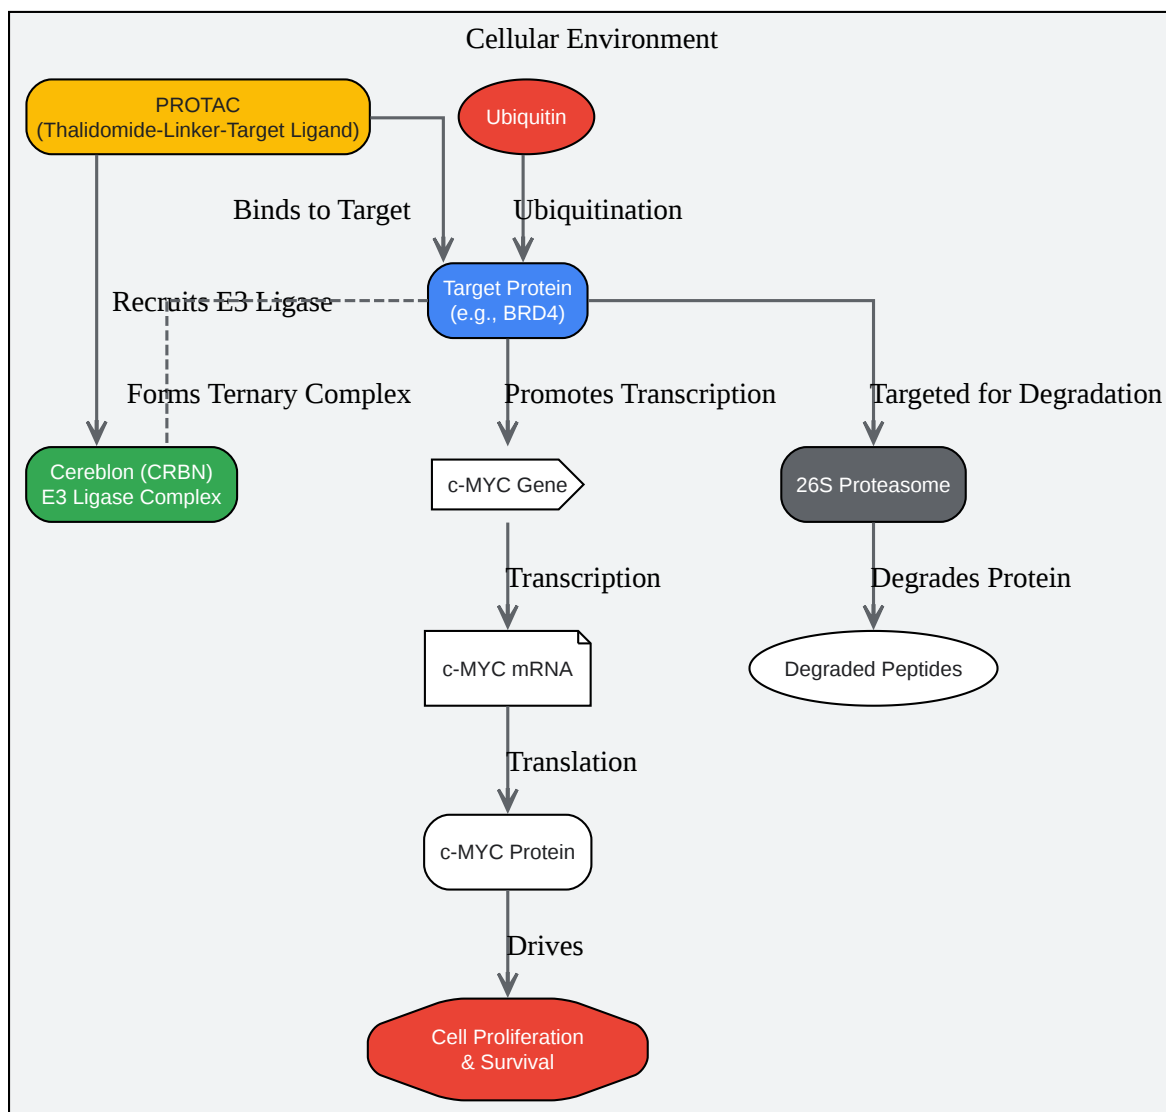 Cellular Environment
PROTAC
(Thalidomide-Linker-Target Ligand)
Ubiquitin
Binds to Target
Ubiquitination
Target Protein
(e.g., BRD4)
Recruits E3 Ligase
Forms Ternary Complex
Promotes Transcription
Targeted for Degradation
Cereblon (CRBN)
E3 Ligase Complex
c-MYC Gene
26S Proteasome
Transcription
Degrades Protein
c-MYC mRNA
Degraded Peptides
Translation
c-MYC Protein
Drives
Cell Proliferation
& Survival